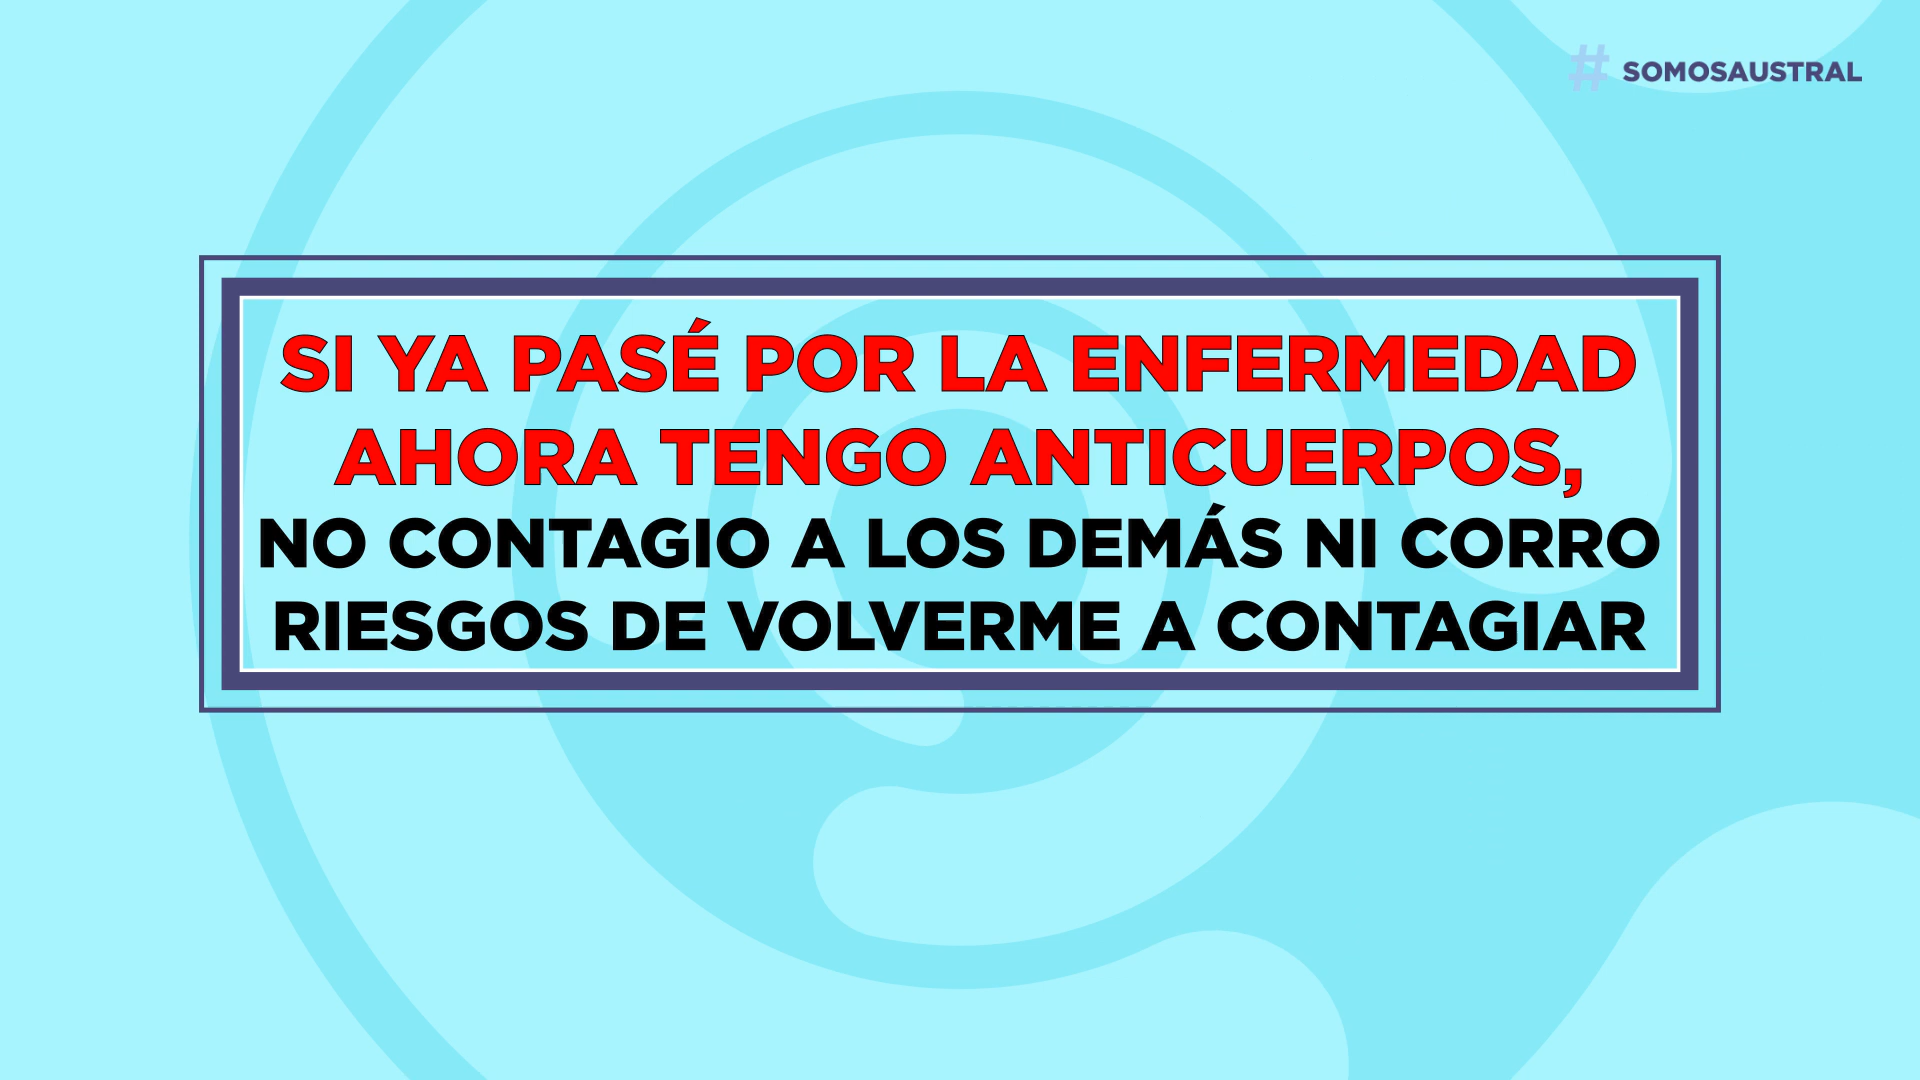 # SOMOSAUSTRAL
SI YA PASÉ POR LA ENFERMEDAD
AHORA TENGO ANTICUERPOS,
NO CONTAGIO A LOS DEMÁS NI CORRO
RIESGOS DE VOLVERME A CONTAGIAR